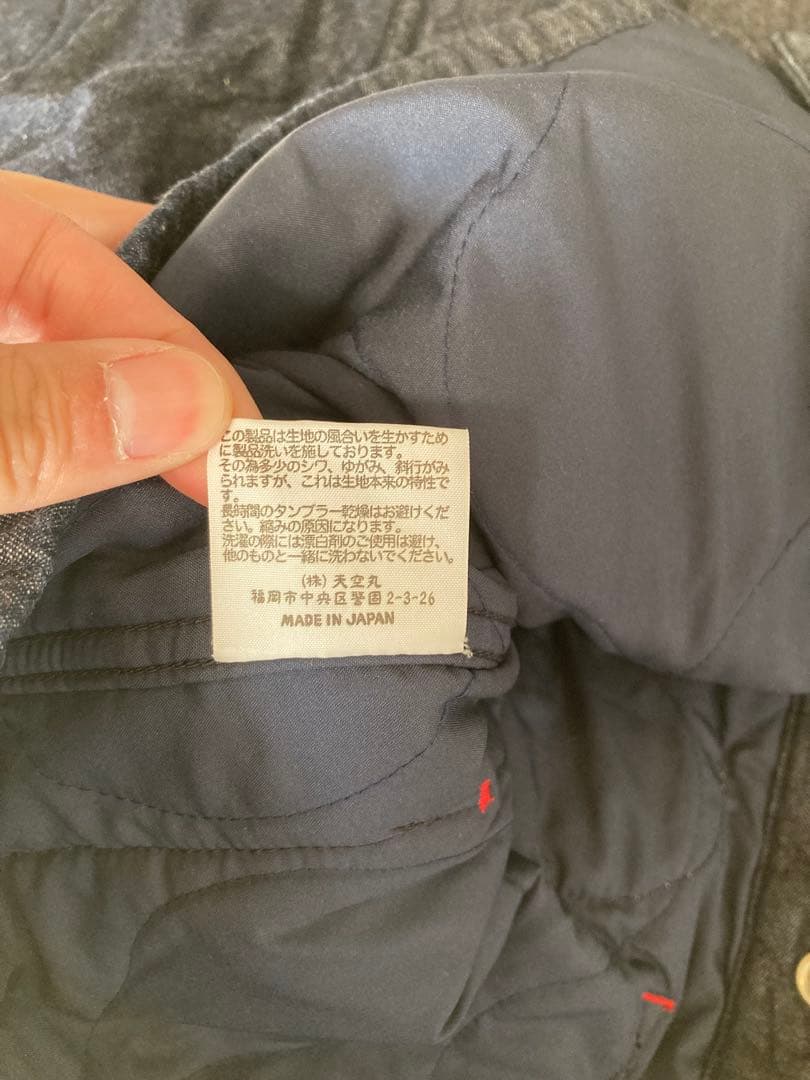 この製品は生地の風合いを生かすため
に製品洗いを施しております。
その為多少のシワ、ゆがみ、斜行がみ
られますが、これは生地本来の特性で
す。
長時間のタンブラー乾燥はお避けくだ
さい。縮みの原因になります。
洗濯の際には漂白剤のご使用は避け、
他のものと一緒に洗わないでください。
(株) 天空丸
福岡市中央区警固2-3-26
MADE IN JAPAN